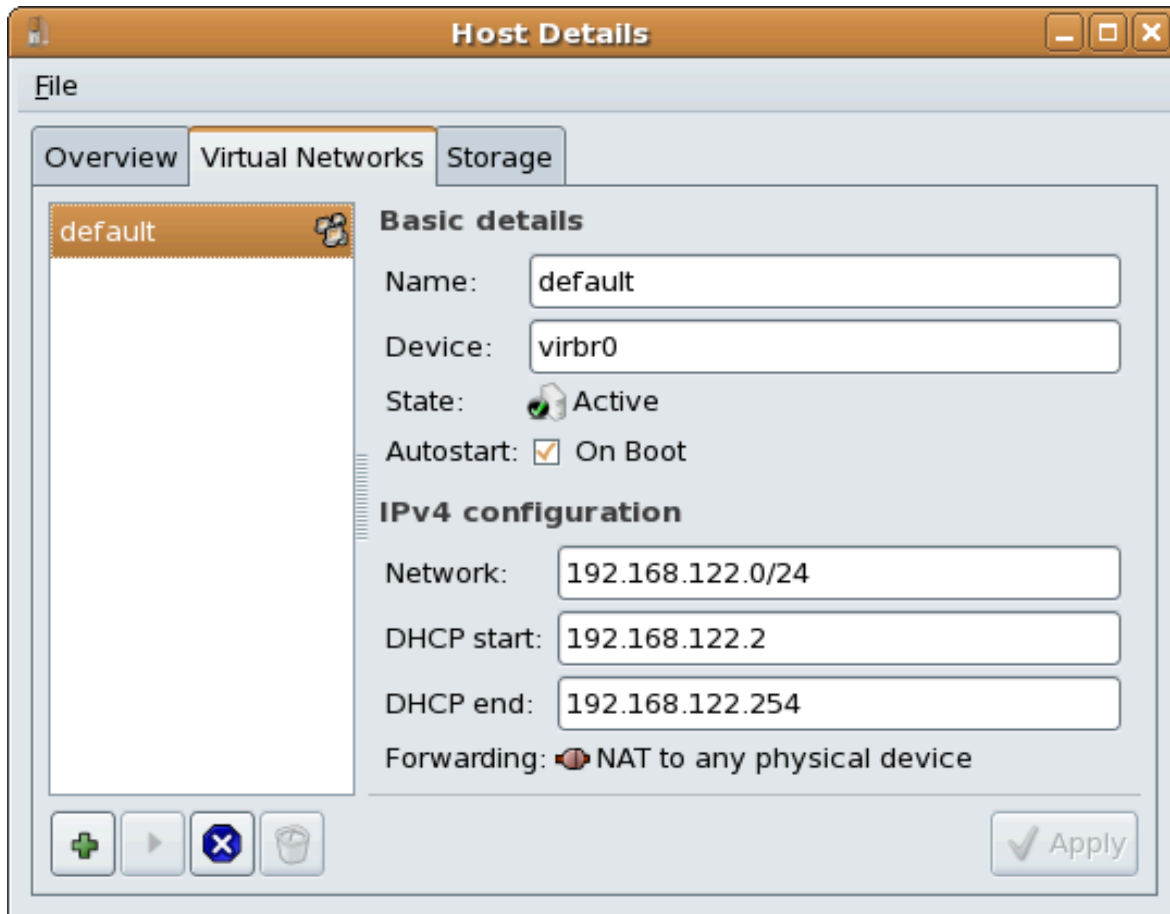 Host Details
File
Overview Virtual Networks Storage
default
Basic details
Name: default
Device: virbr0
State: Active
Autostart: On Boot
IPv4 configuration
Network: 192.168.122.0/24
DHCP start: 192.168.122.2
DHCP end: 192.168.122.254
Forwarding: NAT to any physical device
Apply